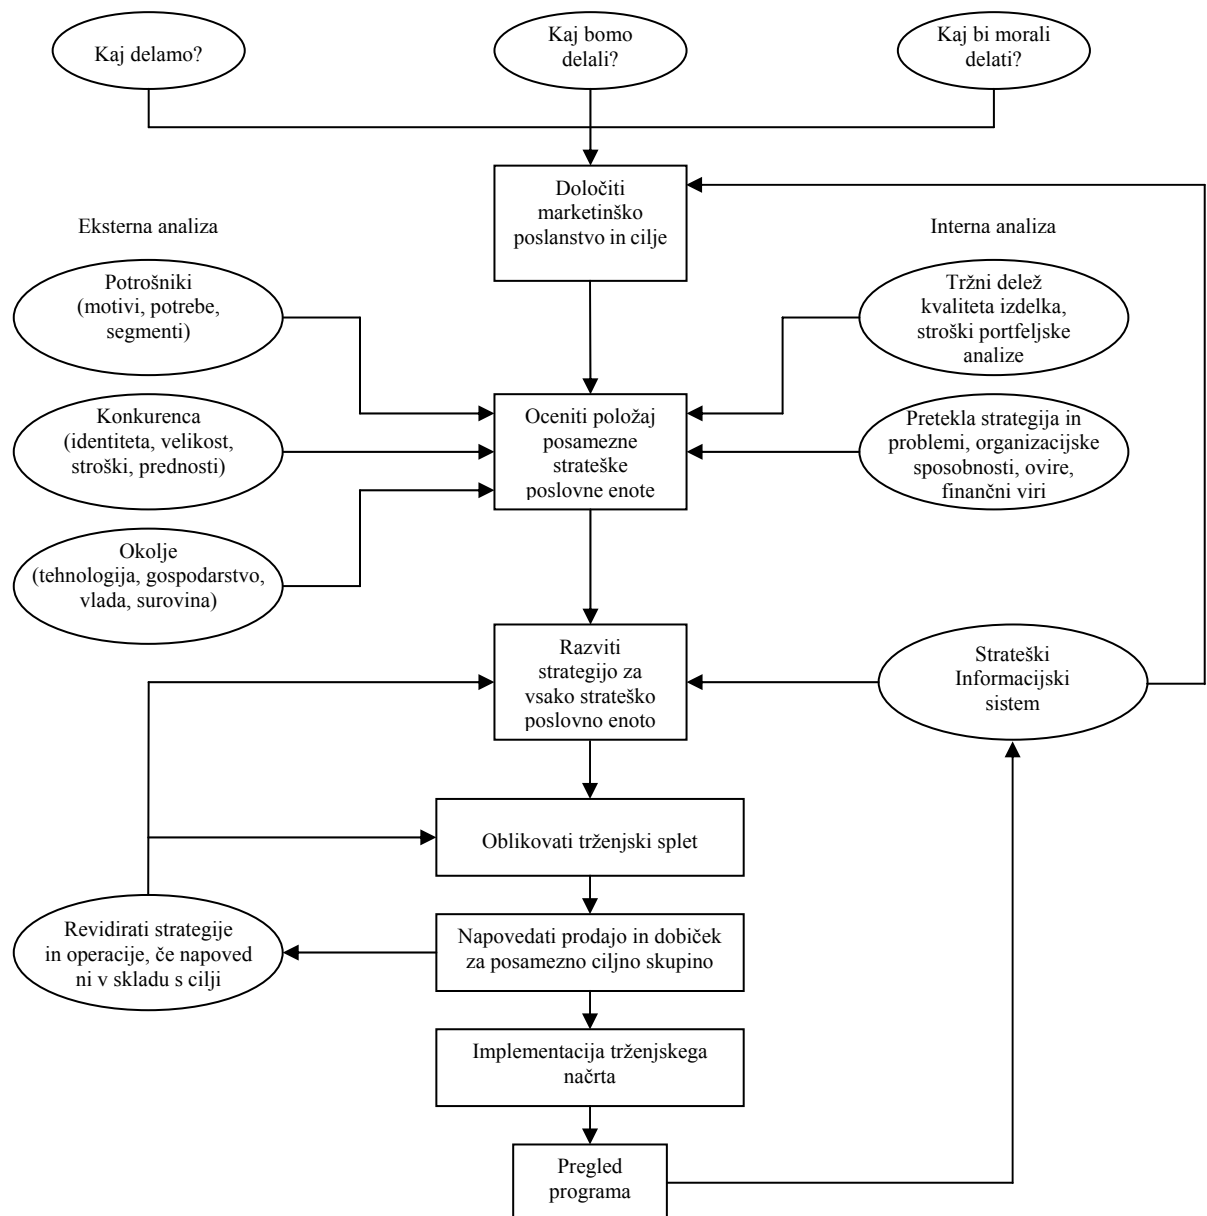 Kaj delamo?
Kaj bomo
delali?
Kaj bi morali
delati?
Določiti
marketinško
poslanstvo in cilje
Eksterna analiza
Interna analiza
Potrošniki
(motivi, potrebe,
segmenti)
Tržni delež
kvaliteta izdelka,
stroški portfeljske
analize
Konkurenca
(identiteta, velikost,
stroški, prednosti)
Oceniti položaj
posamezne
strateške
poslovne enote
Pretekla strategija in
problemi, organizacijske
sposobnosti, ovire,
finančni viri
Okolje
(tehnologija, gospodarstvo,
vlada, surovina)
Razviti
strategijo za
vsako strateško
poslovno enoto
Strateški
Informacijski
sistem
Oblikovati trženjski splet
Revidirati strategije
in operacije, če napoved
ni v skladu s cilji
Napovedati prodajo in dobiček
za posamezno ciljno skupino
Implementacija trženjskega
načrta
Pregled
programa